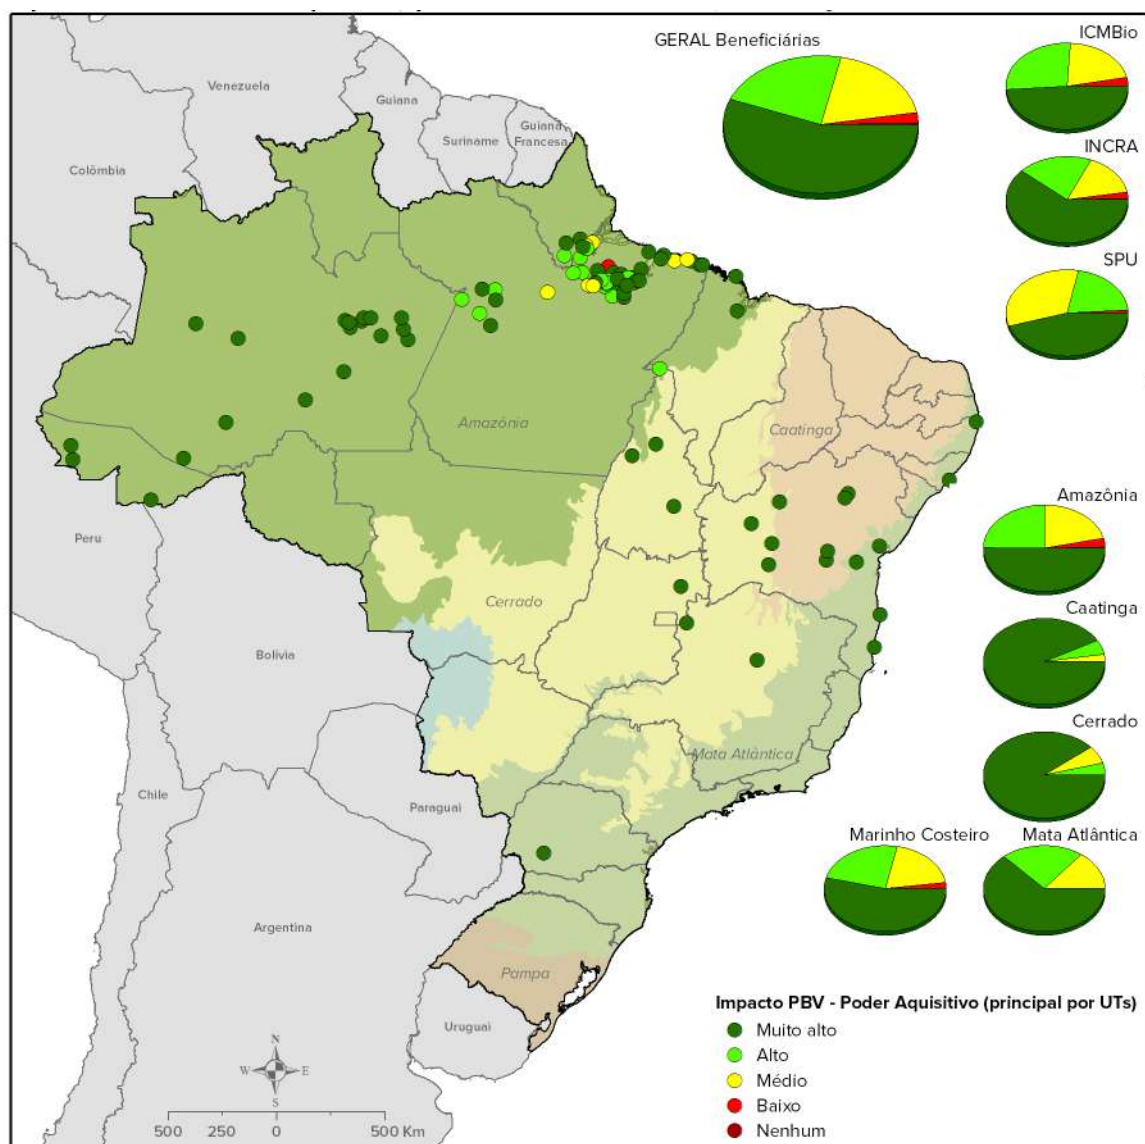 GERAL Beneficiárias
ICMBio
INCRA
SPU
Venezuela
Guiana
Suriname
Guiana
Francesa
Colômbia
Amazônia
Caatinga
Peru
Cerrado
Bolívia
Mata Atlântica
Chile
Paraguai
Argentina
Pampa
Uruguai
Amazônia
Caatinga
Cerrado
Marinho Costeiro
Mata Atlântica
N
W
E
S
500
250
0
500 Km
Impacto PBV - Poder Aquisitivo (principal por UTs)
Muito alto
Alto
Médio
Baixo
Nenhum